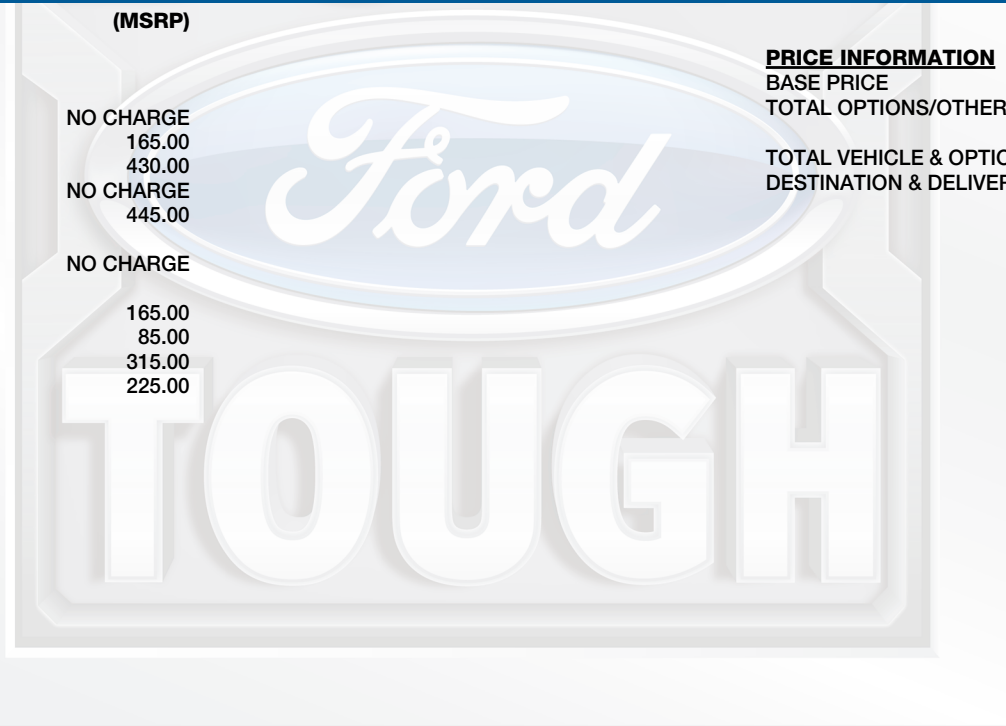 (MSRP)
NO CHARGE
165.00
430.00
NO CHARGE
445.00
NO CHARGE
165.00
85.00
315.00
225.00
PRICE INFORMATION
BASE PRICE
TOTAL OPTIONS/OTHER
TOTAL VEHICLE & OPTIO
DESTINATION & DELIVER
Ford
TOUGH